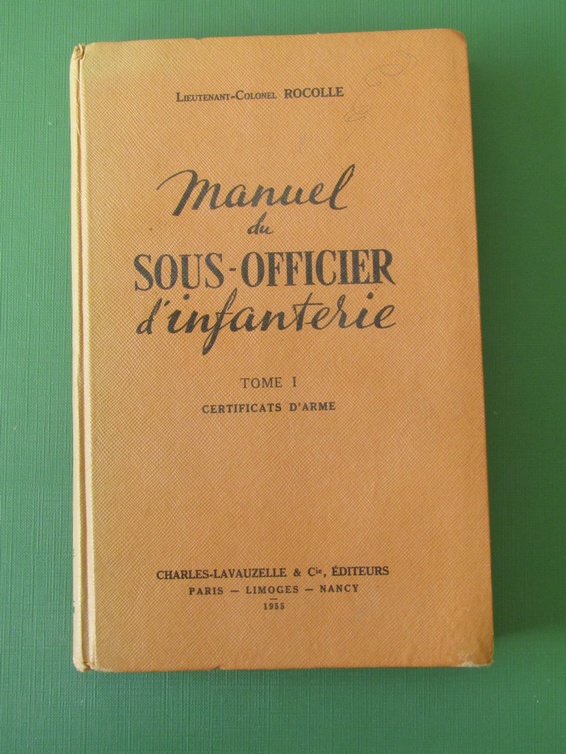 Lieutenant-Colonel ROCOLLE
Manuel
du
SOUS-OFFICIER
d'infanterie
TOME I
CERTIFICATS D'ARME
CHARLES-LAVAUZELLE & Cie, ÉDITEURS
PARIS — LIMOGES — NANCY
1955